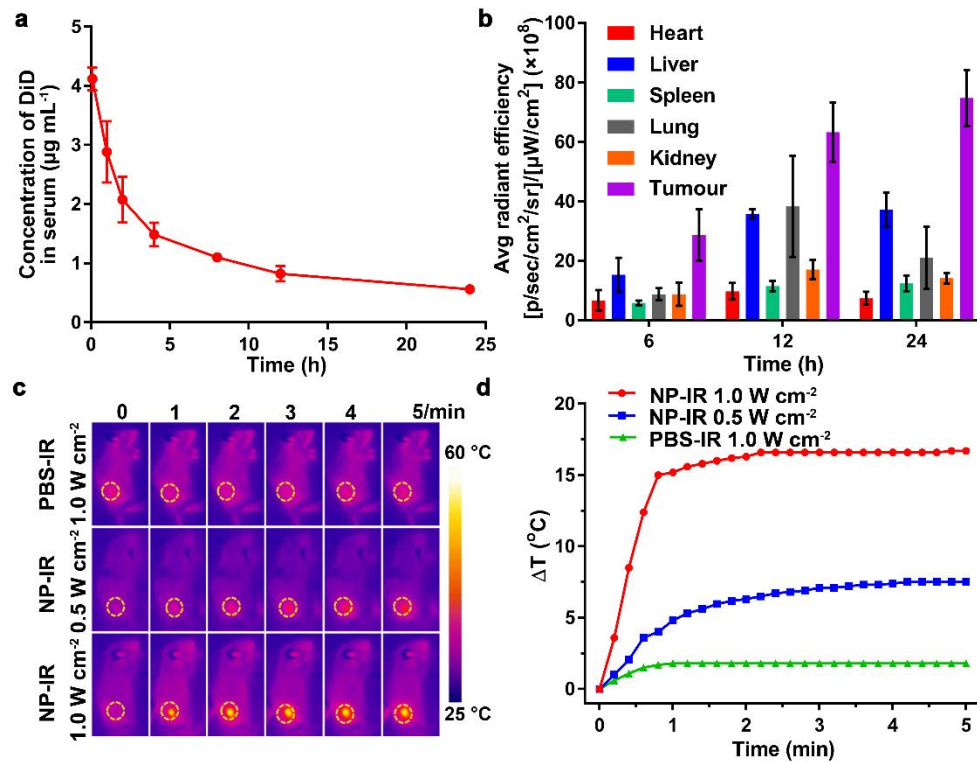 a
Concentration of DiD
in serum (µg mL⁻¹)
5
4
3
2
1
0
0 5 10 15 20 25
Time (h)
b
Avg radiant efficiency
[p/sec/cm²/sr]/[µW/cm²] (×10⁸)
100
80
60
40
20
0
Heart
Liver
Spleen
Lung
Kidney
Tumour
6 12 24
Time (h)
c
0 1 2 3 4 5/min
PBS-IR
1.0 W cm⁻²
NP-IR
0.5 W cm⁻²
NP-IR
1.0 W cm⁻²
60 °C
25 °C
d
NP-IR 1.0 W cm⁻²
NP-IR 0.5 W cm⁻²
PBS-IR 1.0 W cm⁻²
ΔT (°C)
15
10
5
0
0 1 2 3 4 5
Time (min)